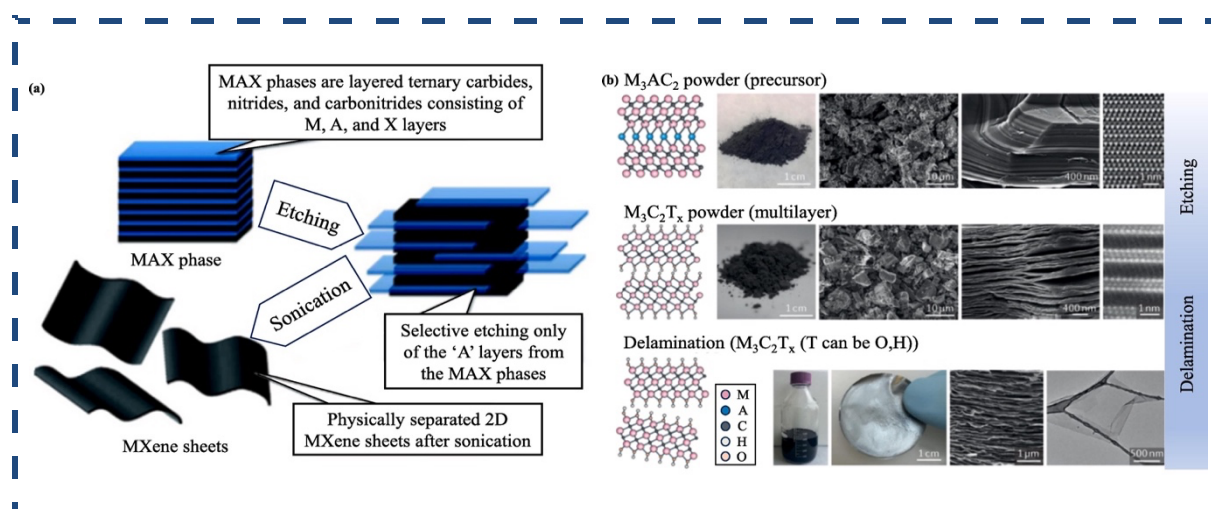 (a)
MAX phases are layered ternary carbides,
nitrides, and carbonitrides consisting of
M, A, and X layers
MAX phase
Etching
Sonication
Selective etching only
of the ‘A’ layers from
the MAX phases
Physically separated 2D
MXene sheets after sonication
MXene sheets
(b) M₃AC₂ powder (precursor)
1 cm
10 μm
400 nm
1 nm
M₃C₂Tₓ powder (multilayer)
1 cm
10 μm
400 nm
1 nm
Delamination (M₃C₂Tₓ (T can be O,H))
M
A
C
H
O
1 cm
1 μm
500 nm
Etching
Delamination